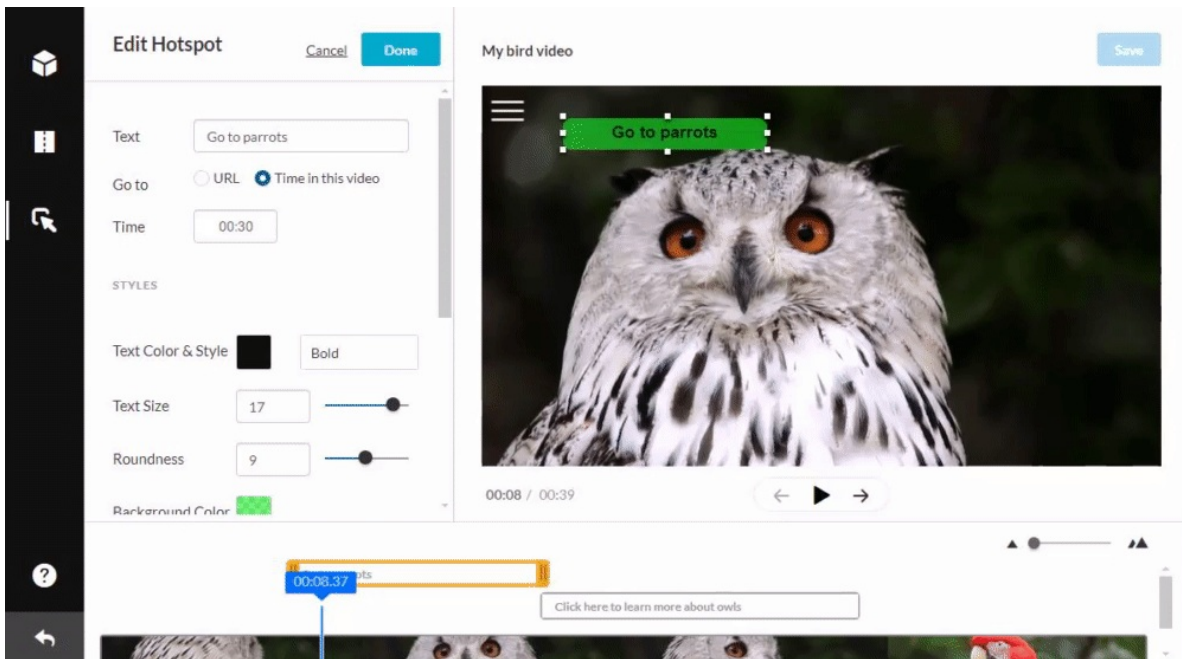 Edit Hotspot
Cancel
Done
My bird video
Save
Text
Go to parrots
Go to parrots
Go to
URL
Time in this video
Time
00:30
STYLES
Text Color & Style
Bold
Text Size
17
Roundness
9
Background Color
00:08 / 00:39
?
00:08.37
Click here to learn more about owls